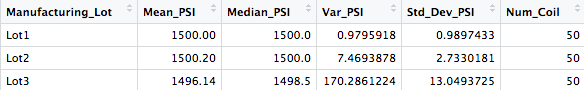 Manufacturing_Lot Mean_PSI Median_PSI Var_PSI Std_Dev_PSI Num_Coil
Lot1 1500.00 1500.0 0.9795918 0.9897433 50
Lot2 1500.20 1500.0 7.4693878 2.7330181 50
Lot3 1496.14 1498.5 170.2861224 13.0493725 50